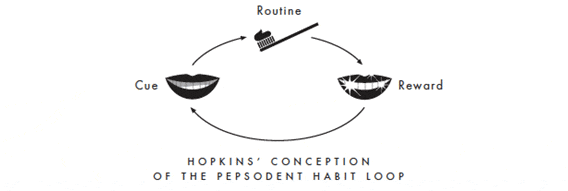 Routine
Cue
Reward
HOPKINS’ CONCEPTION
OF THE PEPSODENT HABIT LOOP